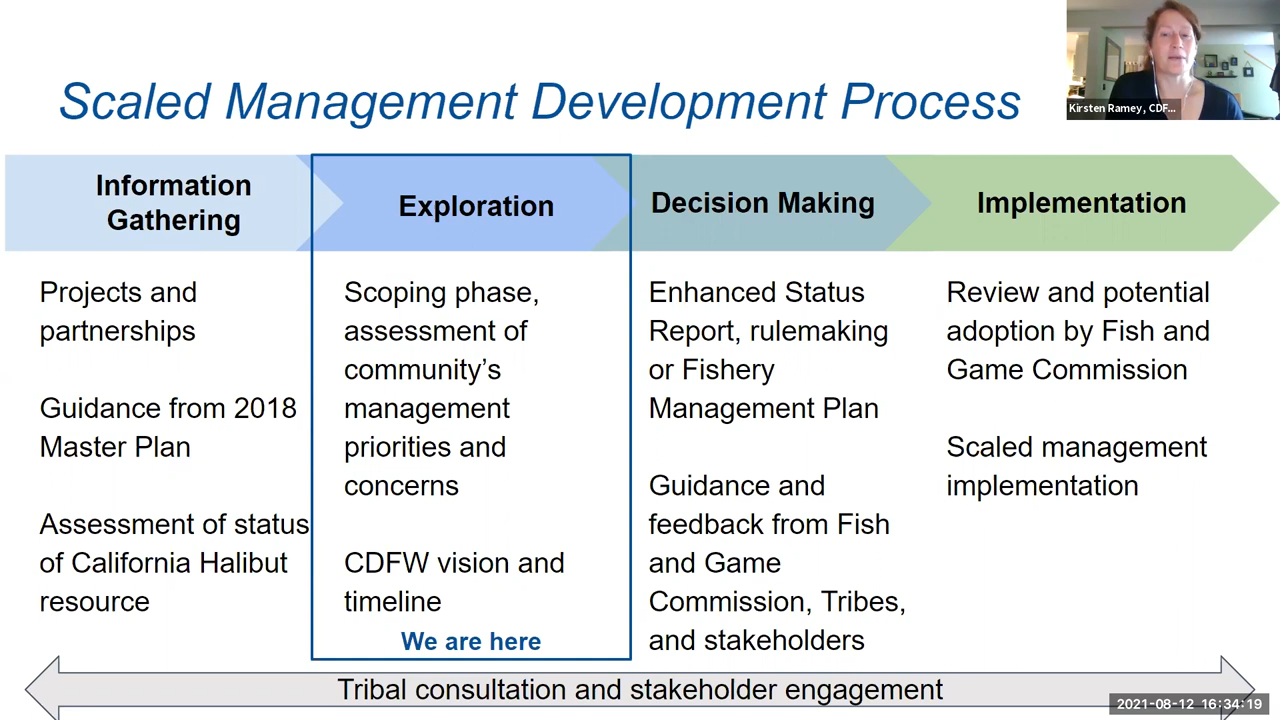 Scaled Management Development Process
Kirsten Ramey, CDF...
Information
Gathering
Exploration
Decision Making
Implementation
Projects and
partnerships
Guidance from 2018
Master Plan
Assessment of status
of California Halibut
resource
Scoping phase,
assessment of
community’s
management
priorities and
concerns
CDFW vision and
timeline
We are here
Enhanced Status
Report, rulemaking
or Fishery
Management Plan
Guidance and
feedback from Fish
and Game
Commission, Tribes,
and stakeholders
Review and potential
adoption by Fish and
Game Commission
Scaled management
implementation
Tribal consultation and stakeholder engagement
2021-08-12 16:34:19